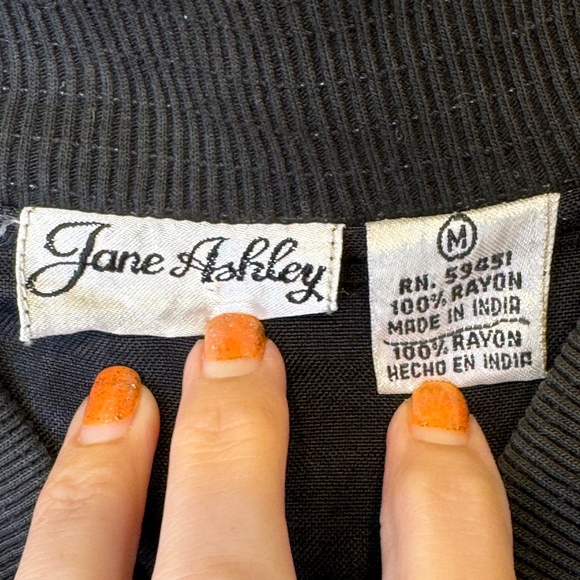 Jane Ashley
M
RN. 59851
100% RAYON
MADE IN INDIA
100% RAYON
HECHO EN INDIA